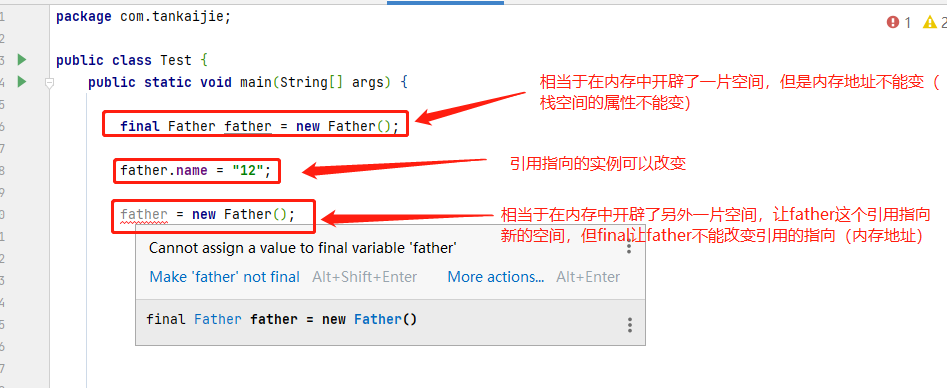 1 package com.tankaijie;
1
2
2
3 public class Test {
4 public static void main(String[] args) {
相当于在内存中开辟了一片空间，但是内存地址不能变（
栈空间的属性不能变）
5
6 final Father father = new Father();
7
8 father.name = "12";
引用指向的实例可以改变
9
0 father = new Father();
相当于在内存中开辟了另外一片空间，让father这个引用指向
新的空间，但final让father不能改变引用的指向（内存地址）
1
Cannot assign a value to final variable 'father'
2
3
Make 'father' not final Alt+Shift+Enter More actions... Alt+Enter
4
5 final Father father = new Father()
6
7